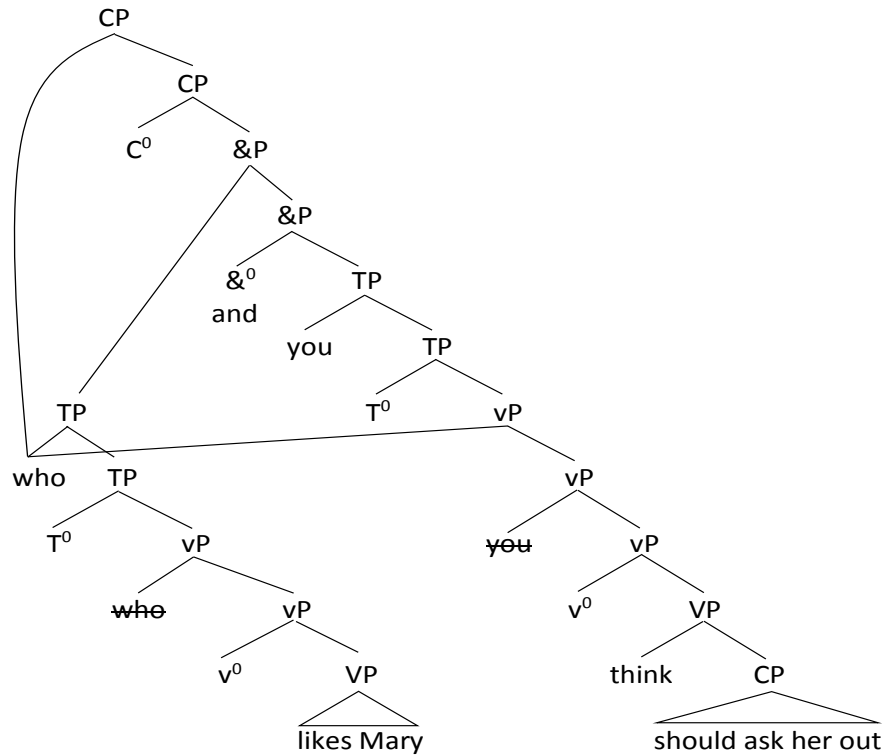 CP
CP
C⁰ &P
&P
&⁰ TP
and
you TP
TP T⁰ vP
who TP vP
T⁰ vP you vP
who vP v⁰ VP
v⁰ VP think CP
likes Mary should ask her out